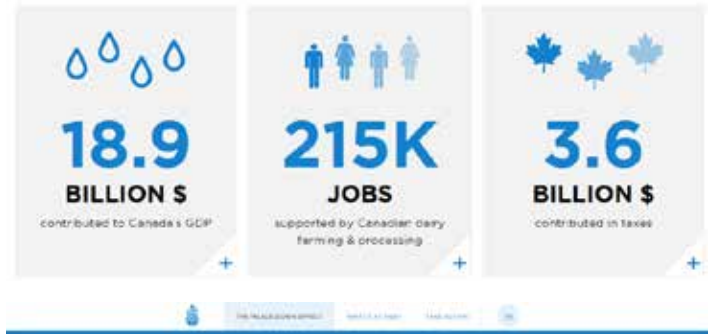 18.9
BILLION $
contributed to Canada's GDP
215K
JOBS
supported by Canadian dairy
farming & processing
3.6
BILLION $
contributed in taxes